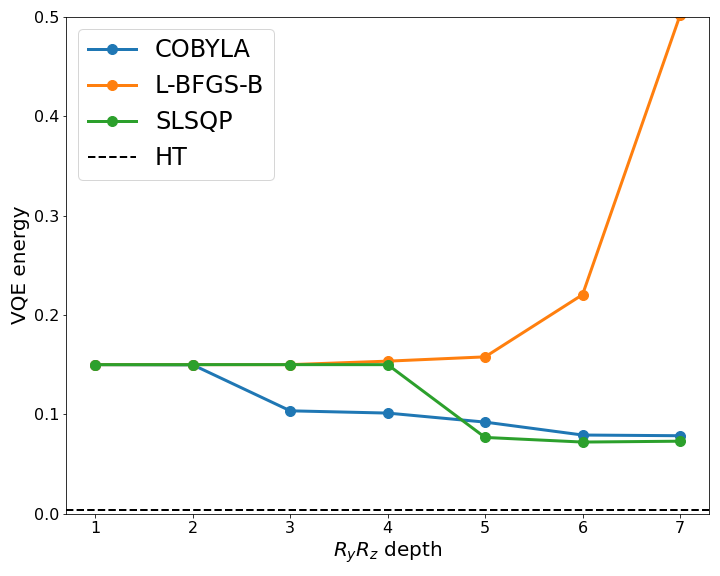 COBYLA
L-BFGS-B
SLSQP
HT
VQE energy
0.5
0.4
0.3
0.2
0.1
0.0
1 2 3 4 5 6 7
R_yR_z depth